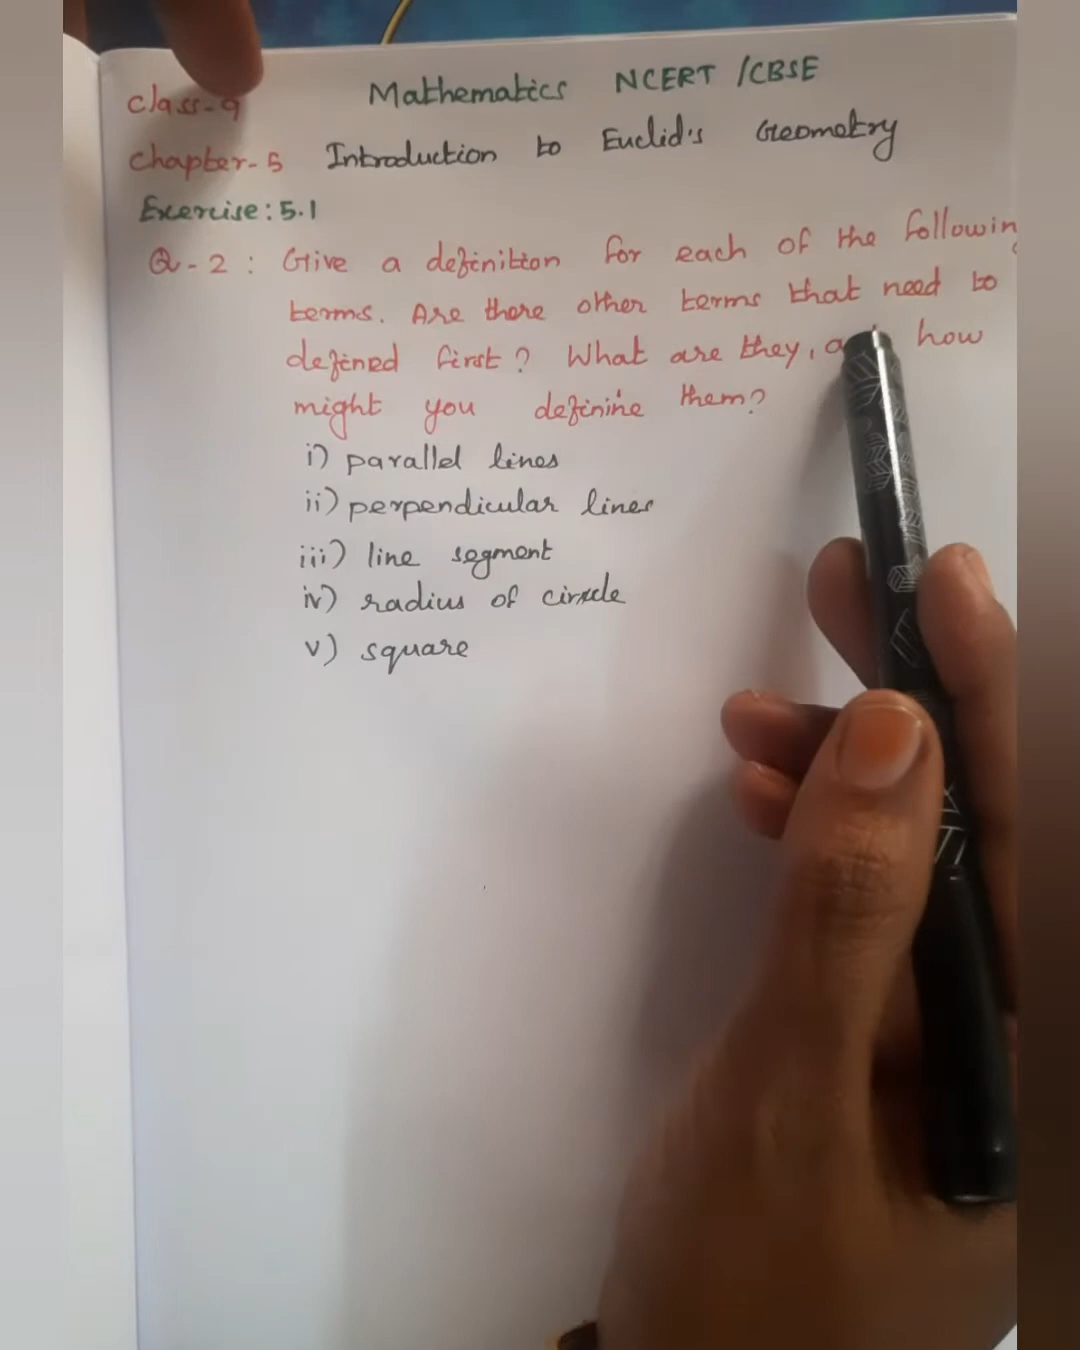 Class-9 Mathematics NCERT /CBSE
Chapter-5 Introduction to Euclid's Geometry
Exercise: 5.1
Q-2: Give a definition for each of the following
terms. Are there other terms that need to
defined first? What are they, how
might you definine them?
i) parallel lines
ii) perpendicular lines
iii) line segment
iv) radius of circle
v) square